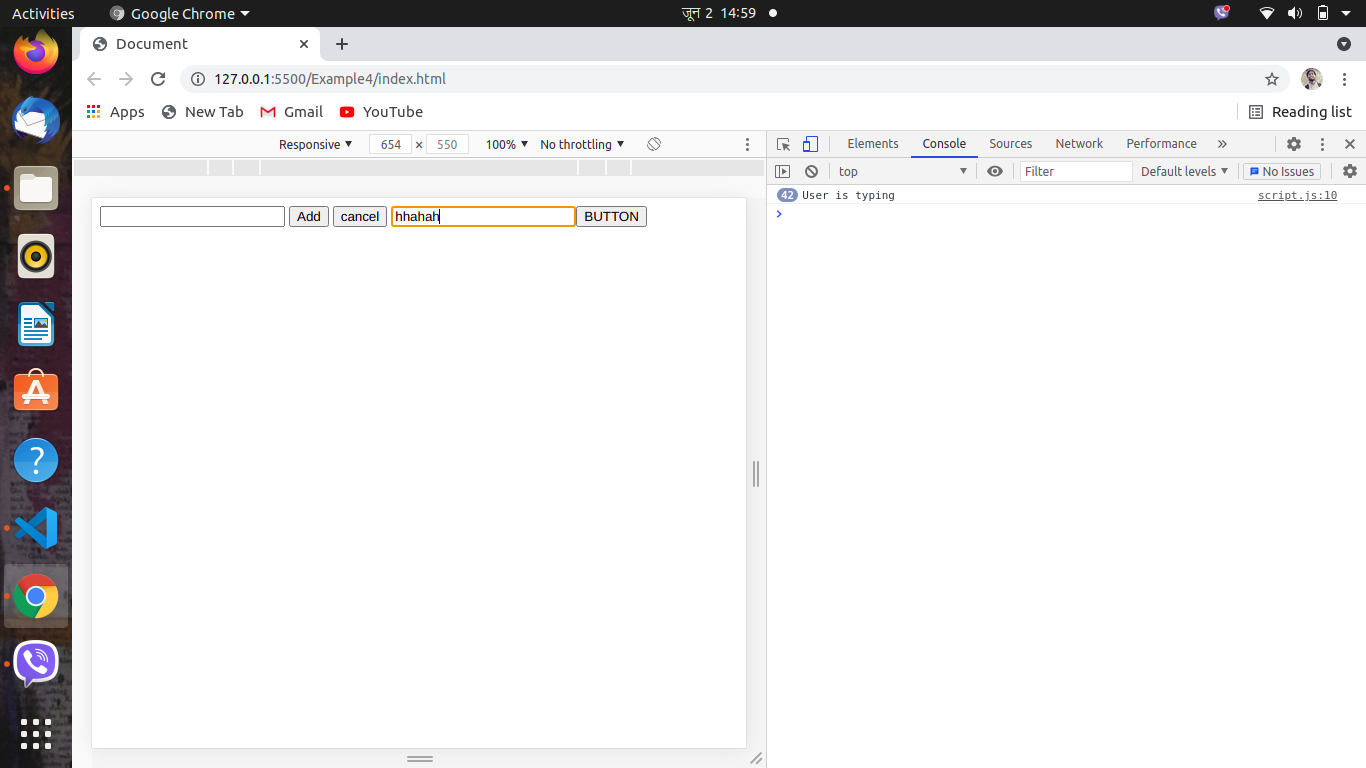 Activities Google Chrome जून 2 14:59
Document
127.0.0.1:5500/Example4/index.html
Apps New Tab Gmail YouTube Reading list
Responsive 654 × 550 100% No throttling Elements Console Sources Network Performance »
top Filter Default levels No Issues
42 User is typing script.js:10
Add cancel hhahah BUTTON